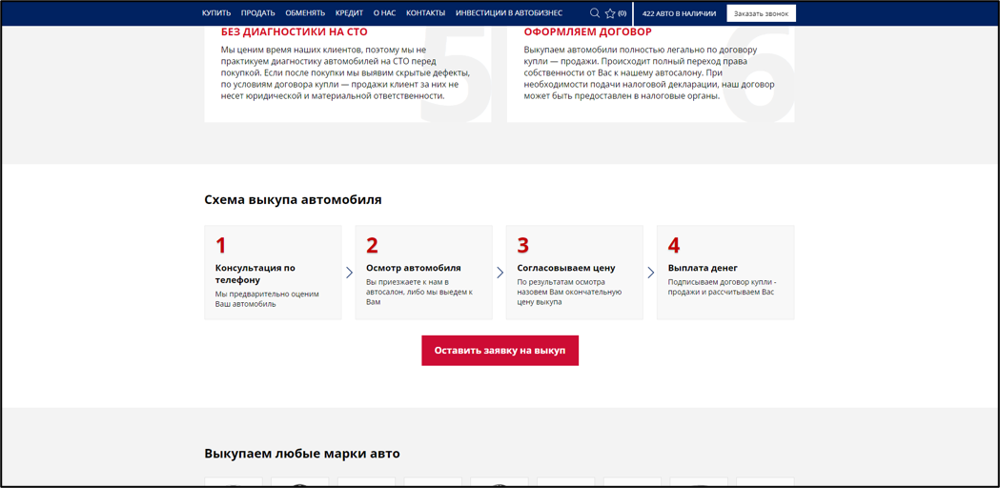 КУПИТЬ ПРОДАТЬ ОБМЕНЯТЬ КРЕДИТ О НАС КОНТАКТЫ ИНВЕСТИЦИИ В АВТОБИЗНЕС (0) 422 АВТО В НАЛИЧИИ Заказать звонок
БЕЗ ДИАГНОСТИКИ НА СТО
Мы ценим время наших клиентов, поэтому мы не
практикуем диагностику автомобилей на СТО перед
покупкой. Если после покупки мы выявим скрытые дефекты,
по условиям договора купли — продажи клиент за них не
несет юридической и материальной ответственности.
5
ОФОРМЛЯЕМ ДОГОВОР
Выкупаем автомобили полностью легально по договору
купли — продажи. Происходит полный переход права
собственности от Вас к нашему автосалону. При
необходимости подачи налоговой декларации, наш договор
может быть предоставлен в налоговые органы.
6
Схема выкупа автомобиля
1
Консультация по
телефону
Мы предварительно оценим
Ваш автомобиль
2
Осмотр автомобиля
Вы приезжаете к нам в
автосалон, либо мы выедем к
Вам
3
Согласовываем цену
По результатам осмотра
назовем Вам окончательную
цену выкупа
4
Выплата денег
Подписываем договор купли -
продажи и рассчитываем Вас
Оставить заявку на выкуп
Выкупаем любые марки авто